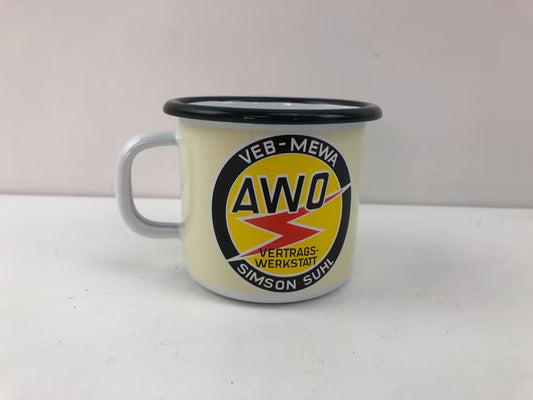 VEB-MEWA
AWO
VERTRAGS-
WERKSTATT
SIMSON SUHL